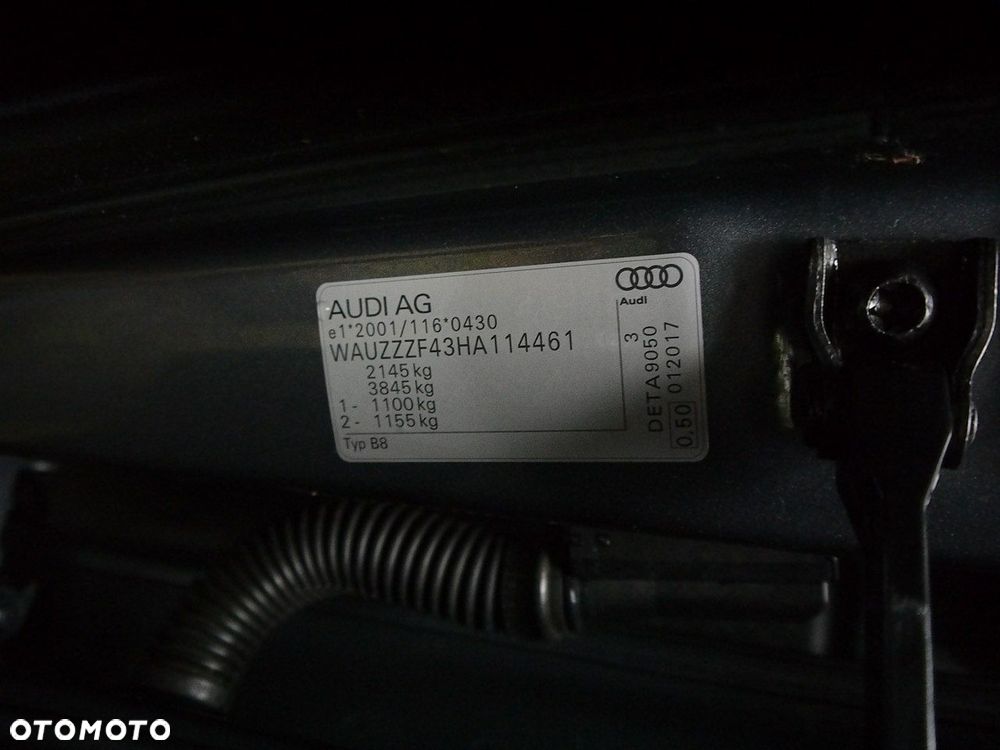 AUDI AG
e1*2001/116*0430
WAUZZZF43HA114461
2145 kg
3845 kg
1- 1100 kg
2- 1155 kg
Typ B8
Audi
3
DETA9050
0,50 012017
OTOMOTO